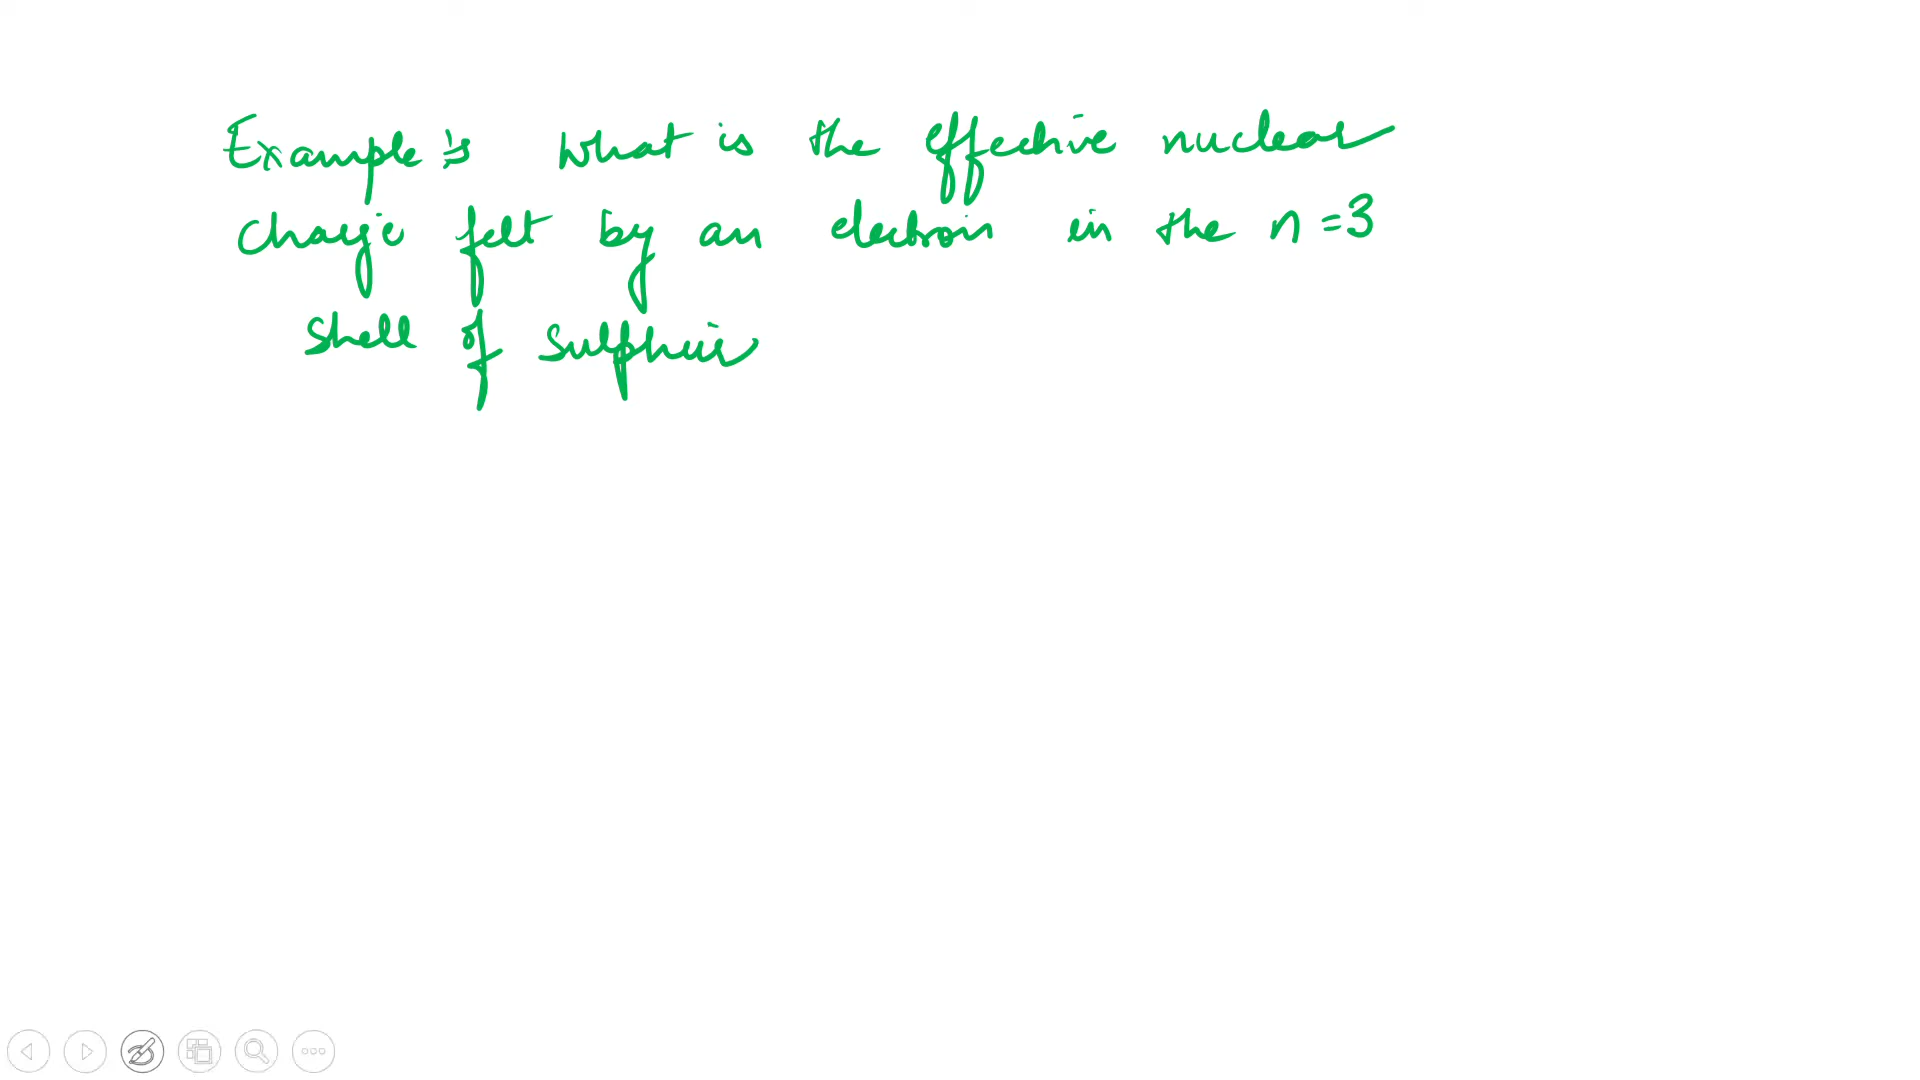 Example: What is the effective nuclear
charge felt by an electron in the n=3
shell of sulphur